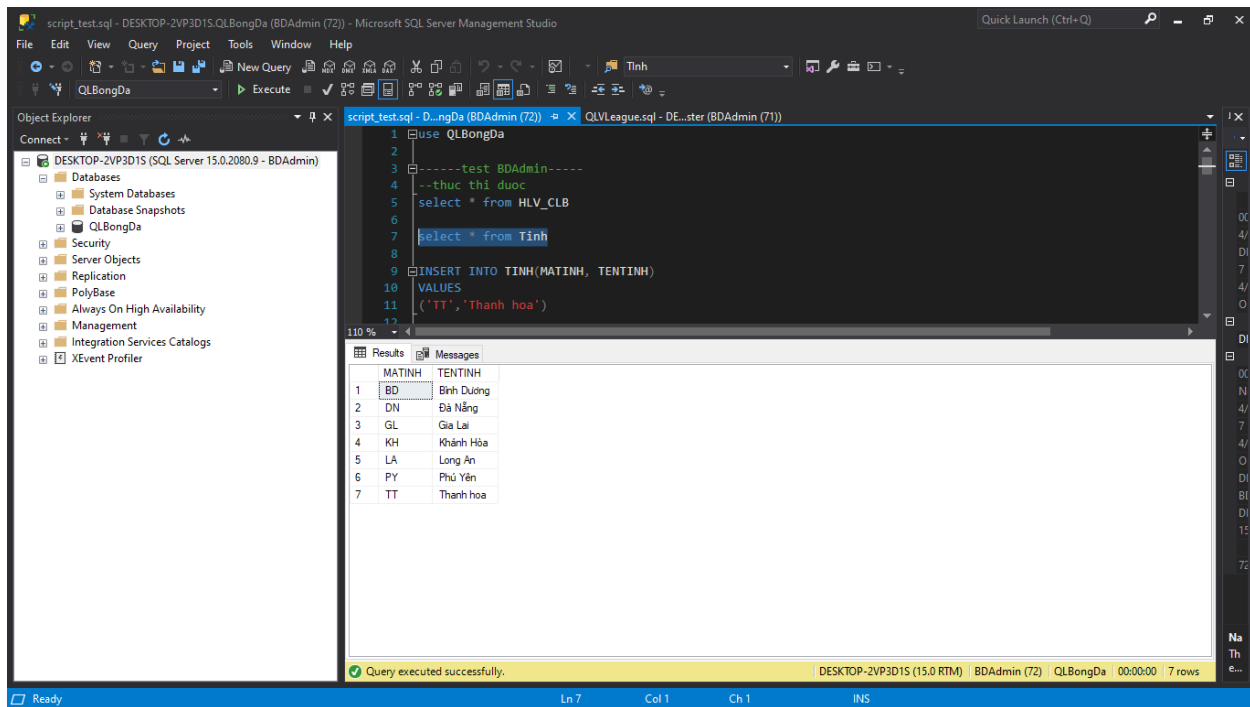 script_test.sql - DESKTOP-2VP3D1S.QLBongDa (BDAdmin (72)) - Microsoft SQL Server Management Studio
Quick Launch (Ctrl+Q)
File Edit View Query Project Tools Window Help
New Query
MDX DMX XMLA DAX
TInh
QLBongDa
Execute
Object Explorer
script_test.sql - D...ngDa (BDAdmin (72))
QLVLeague.sql - DE...ster (BDAdmin (71))
Connect
DESKTOP-2VP3D1S (SQL Server 15.0.2080.9 - BDAdmin)
Databases
System Databases
Database Snapshots
QLBongDa
Security
Server Objects
Replication
PolyBase
Always On High Availability
Management
Integration Services Catalogs
XEvent Profiler
1 use QLBongDa
2
3 ------test BDAdmin-----
4 --thuc thi duoc
5 select * from HLV_CLB
6
7 select * from Tinh
8
9 INSERT INTO TINH(MATINH, TENTINH)
10 VALUES
11 ('TT','Thanh hoa')
12
110 %
Results Messages
MATINH TENTINH
1 BD Bình Dương
2 DN Đà Nẵng
3 GL Gia Lai
4 KH Khánh Hòa
5 LA Long An
6 PY Phú Yên
7 TT Thanh hoa
Query executed successfully.
DESKTOP-2VP3D1S (15.0 RTM) BDAdmin (72) QLBongDa 00:00:00 7 rows
Na
Th
e...
Ready
Ln 7
Col 1
Ch 1
INS